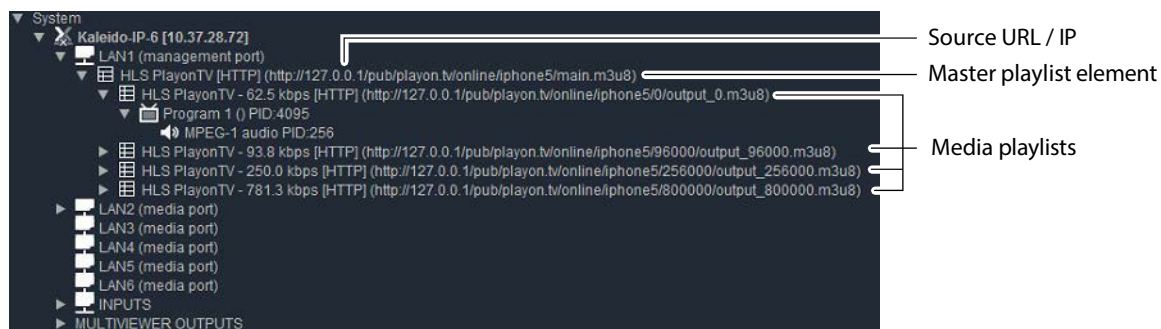 System
Kaleido-IP-6 [10.37.28.72]
LAN1 (management port)
HLS PlayonTV [HTTP] (http://127.0.0.1/pub/playon.tv/online/iphone5/main.m3u8)
HLS PlayonTV - 62.5 kbps [HTTP] (http://127.0.0.1/pub/playon.tv/online/iphone5/0/output_0.m3u8)
Program 1 () PID:4095
MPEG-1 audio PID:256
HLS PlayonTV - 93.8 kbps [HTTP] (http://127.0.0.1/pub/playon.tv/online/iphone5/96000/output_96000.m3u8)
HLS PlayonTV - 250.0 kbps [HTTP] (http://127.0.0.1/pub/playon.tv/online/iphone5/256000/output_256000.m3u8)
HLS PlayonTV - 781.3 kbps [HTTP] (http://127.0.0.1/pub/playon.tv/online/iphone5/800000/output_800000.m3u8)
LAN2 (media port)
LAN3 (media port)
LAN4 (media port)
LAN5 (media port)
LAN6 (media port)
INPUTS
MULTIVIEWER OUTPUTS
Source URL / IP
Master playlist element
Media playlists